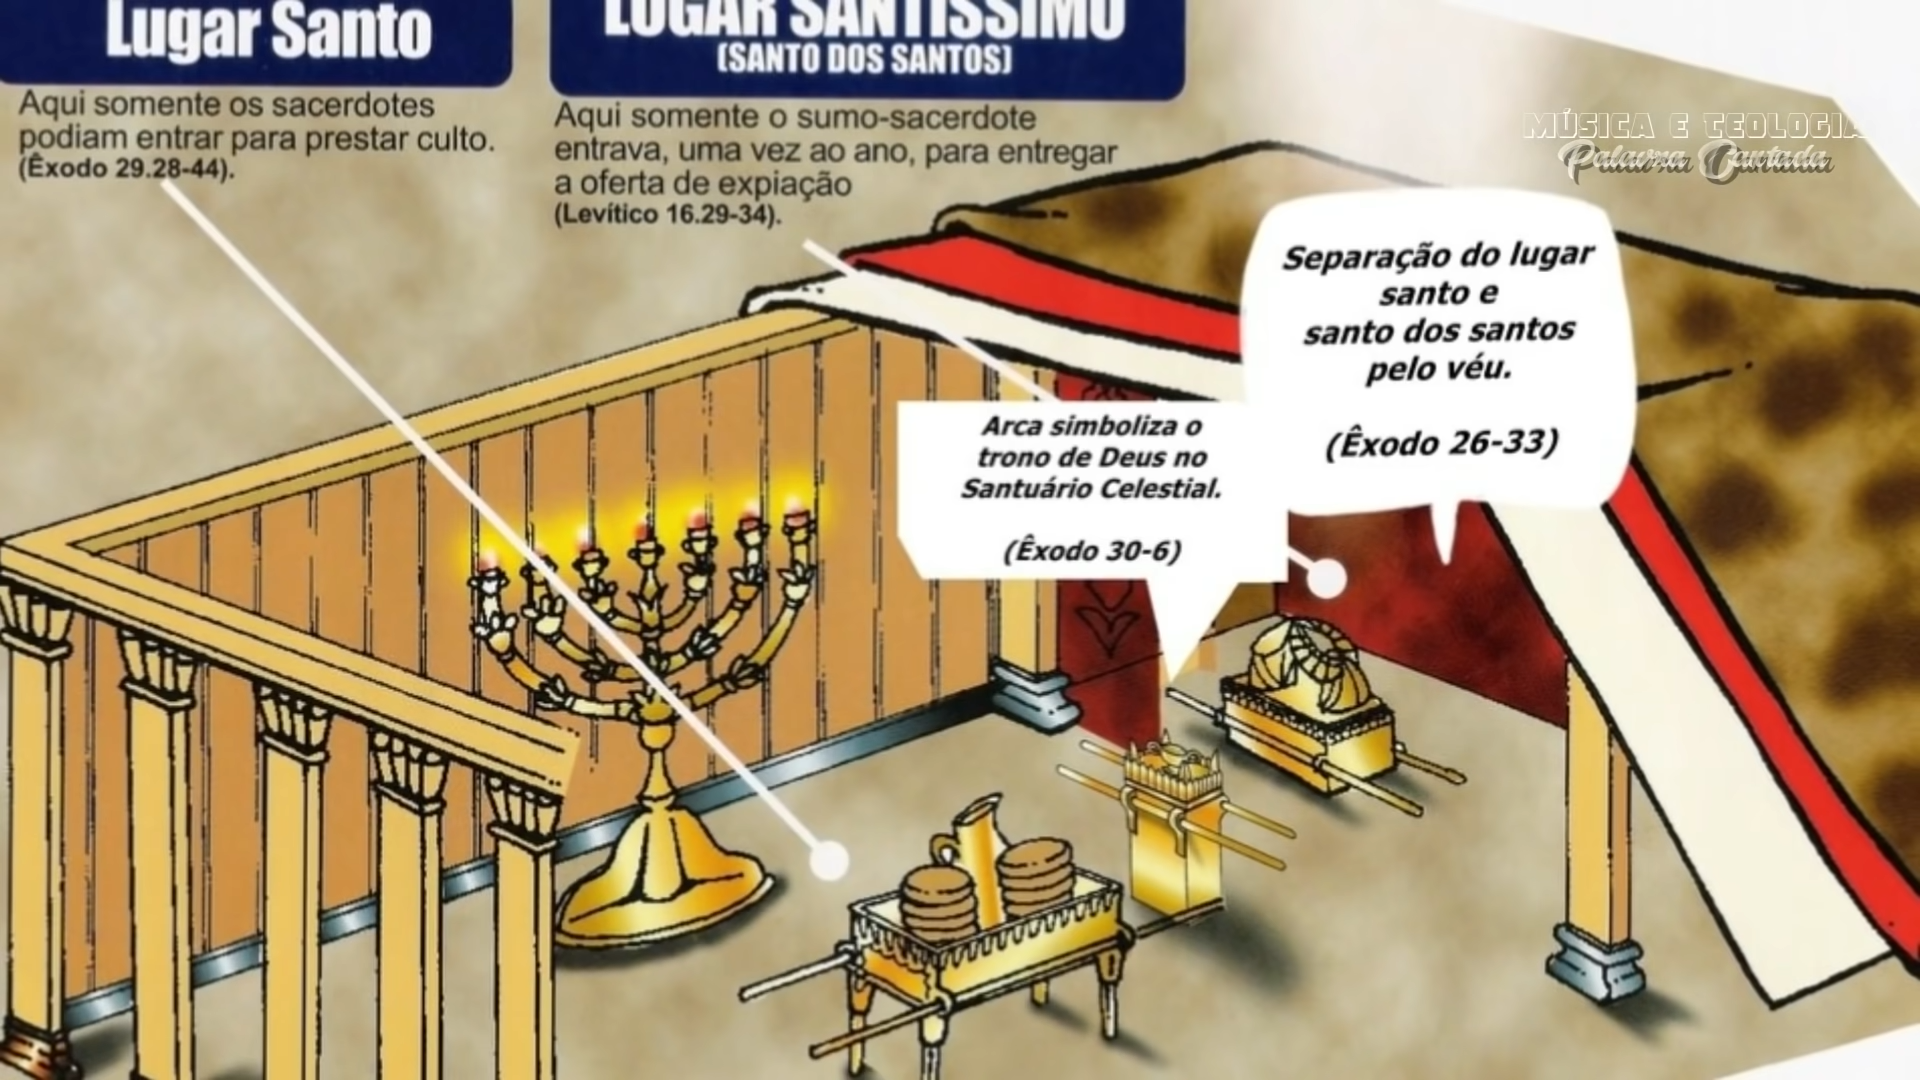 Lugar Santo
Aqui somente os sacerdotes
podiam entrar para prestar culto.
(Êxodo 29.28-44).
LUGAR SANTÍSSIMO
(SANTO DOS SANTOS)
Aqui somente o sumo-sacerdote
entrava, uma vez ao ano, para entregar
a oferta de expiação
(Levítico 16.29-34).
MÚSICA E TEOLOGIA
Palavra Cantada
Separação do lugar
santo e
santo dos santos
pelo véu.
(Êxodo 26-33)
Arca simboliza o
trono de Deus no
Santuário Celestial.
(Êxodo 30-6)